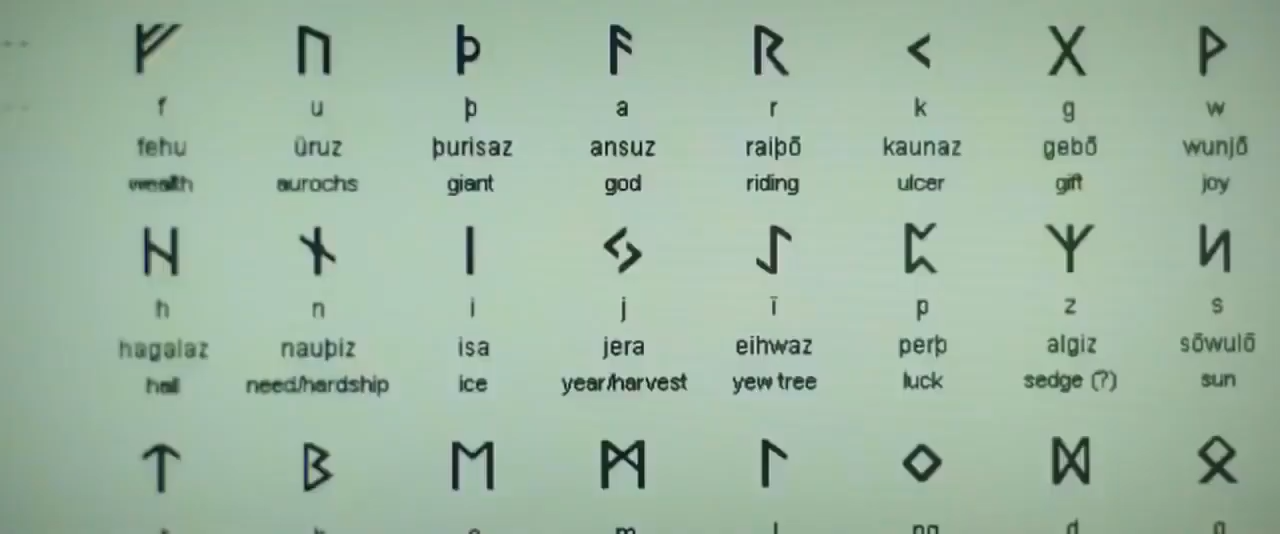 ᚠ ᚢ ᚦ ᚨ ᚱ ᚲ ᚷ ᚹ
f u þ a r k g w
fehu ūruz þurisaz ansuz raiþō kaunaz gebō wunjō
wealth aurochs giant god riding ulcer gift joy
ᚺ ᚾ ᛁ ᛃ ᛇ ᛈ ᛉ ᛋ
h n i j ī p z s
hagalaz nauþiz isa jera eihwaz perþ algiz sōwulō
hail need/hardship ice year/harvest yew tree luck sedge (?) sun
ᛏ ᛒ ᛖ ᛗ ᛚ ᛜ ᛞ ᛟ
m l ng d